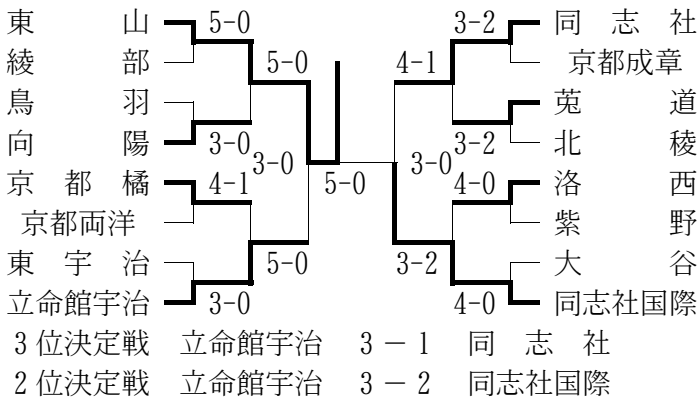 東山 5-0 3-2 同志社
綾部 5-0 4-1 京都成章
鳥羽 莵道
向陽 3-0 3-2 北稜
3-0 3-0
京都橘 4-1 5-0 4-0 洛西
京都両洋 紫野
東宇治 5-0 3-2 大谷
立命館宇治 3-0 4-0 同志社国際
3位決定戦 立命館宇治 3－1 同志社
2位決定戦 立命館宇治 3－2 同志社国際